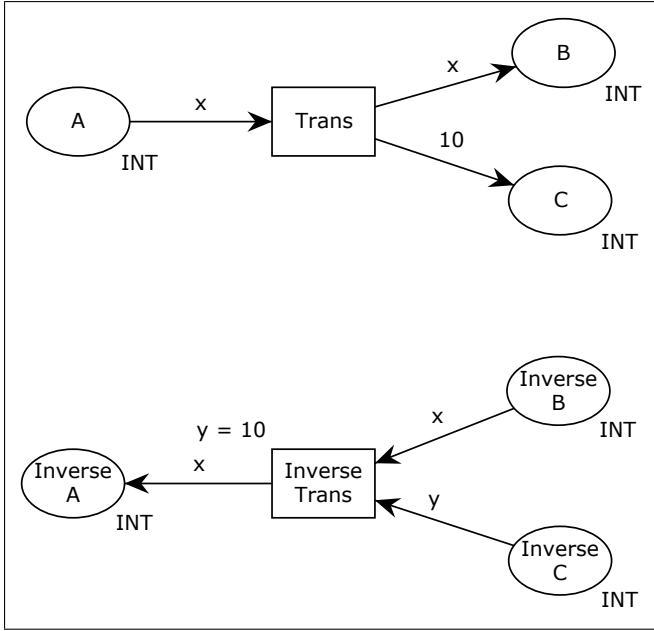 B
x
INT
A
x
Trans
INT
10
C
INT
Inverse
B
x
INT
y = 10
x
Inverse
A
Inverse
Trans
INT
y
Inverse
C
INT